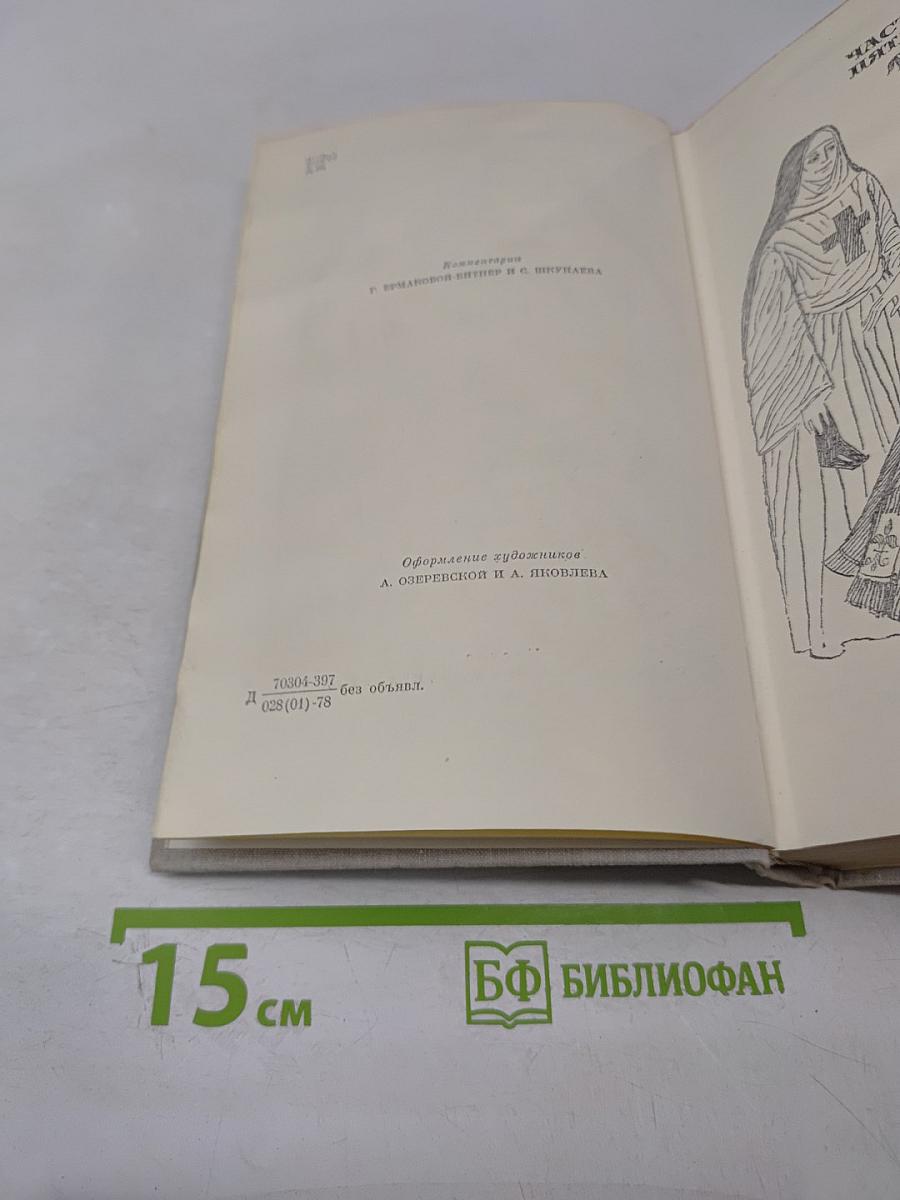 Комментарии
Г. ЕРМАКОВОЙ-БИТНЕР И С. ШКУНАЕВА
Оформление художников
А. ОЗЕРЕВСКОЙ И А. ЯКОВЛЕВА
Д 70304-397
028(01)-78 без объявл.
15 см
БФ БИБЛИОФАН